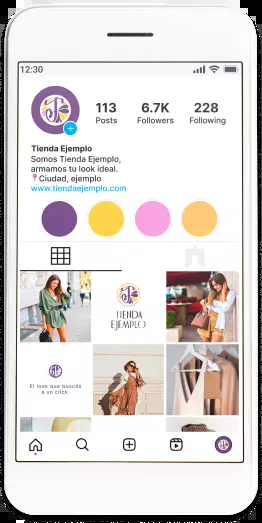 12:30
113
6.7K
228
Posts
Followers
Following
Tienda Ejemplo
Somos Tienda Ejemplo,
armamos tu look ideal.
📍Ciudad, ejemplo
www.tiendaejemplo.com
TIENDA
EJEMPLO
El look que buscás
a un click.